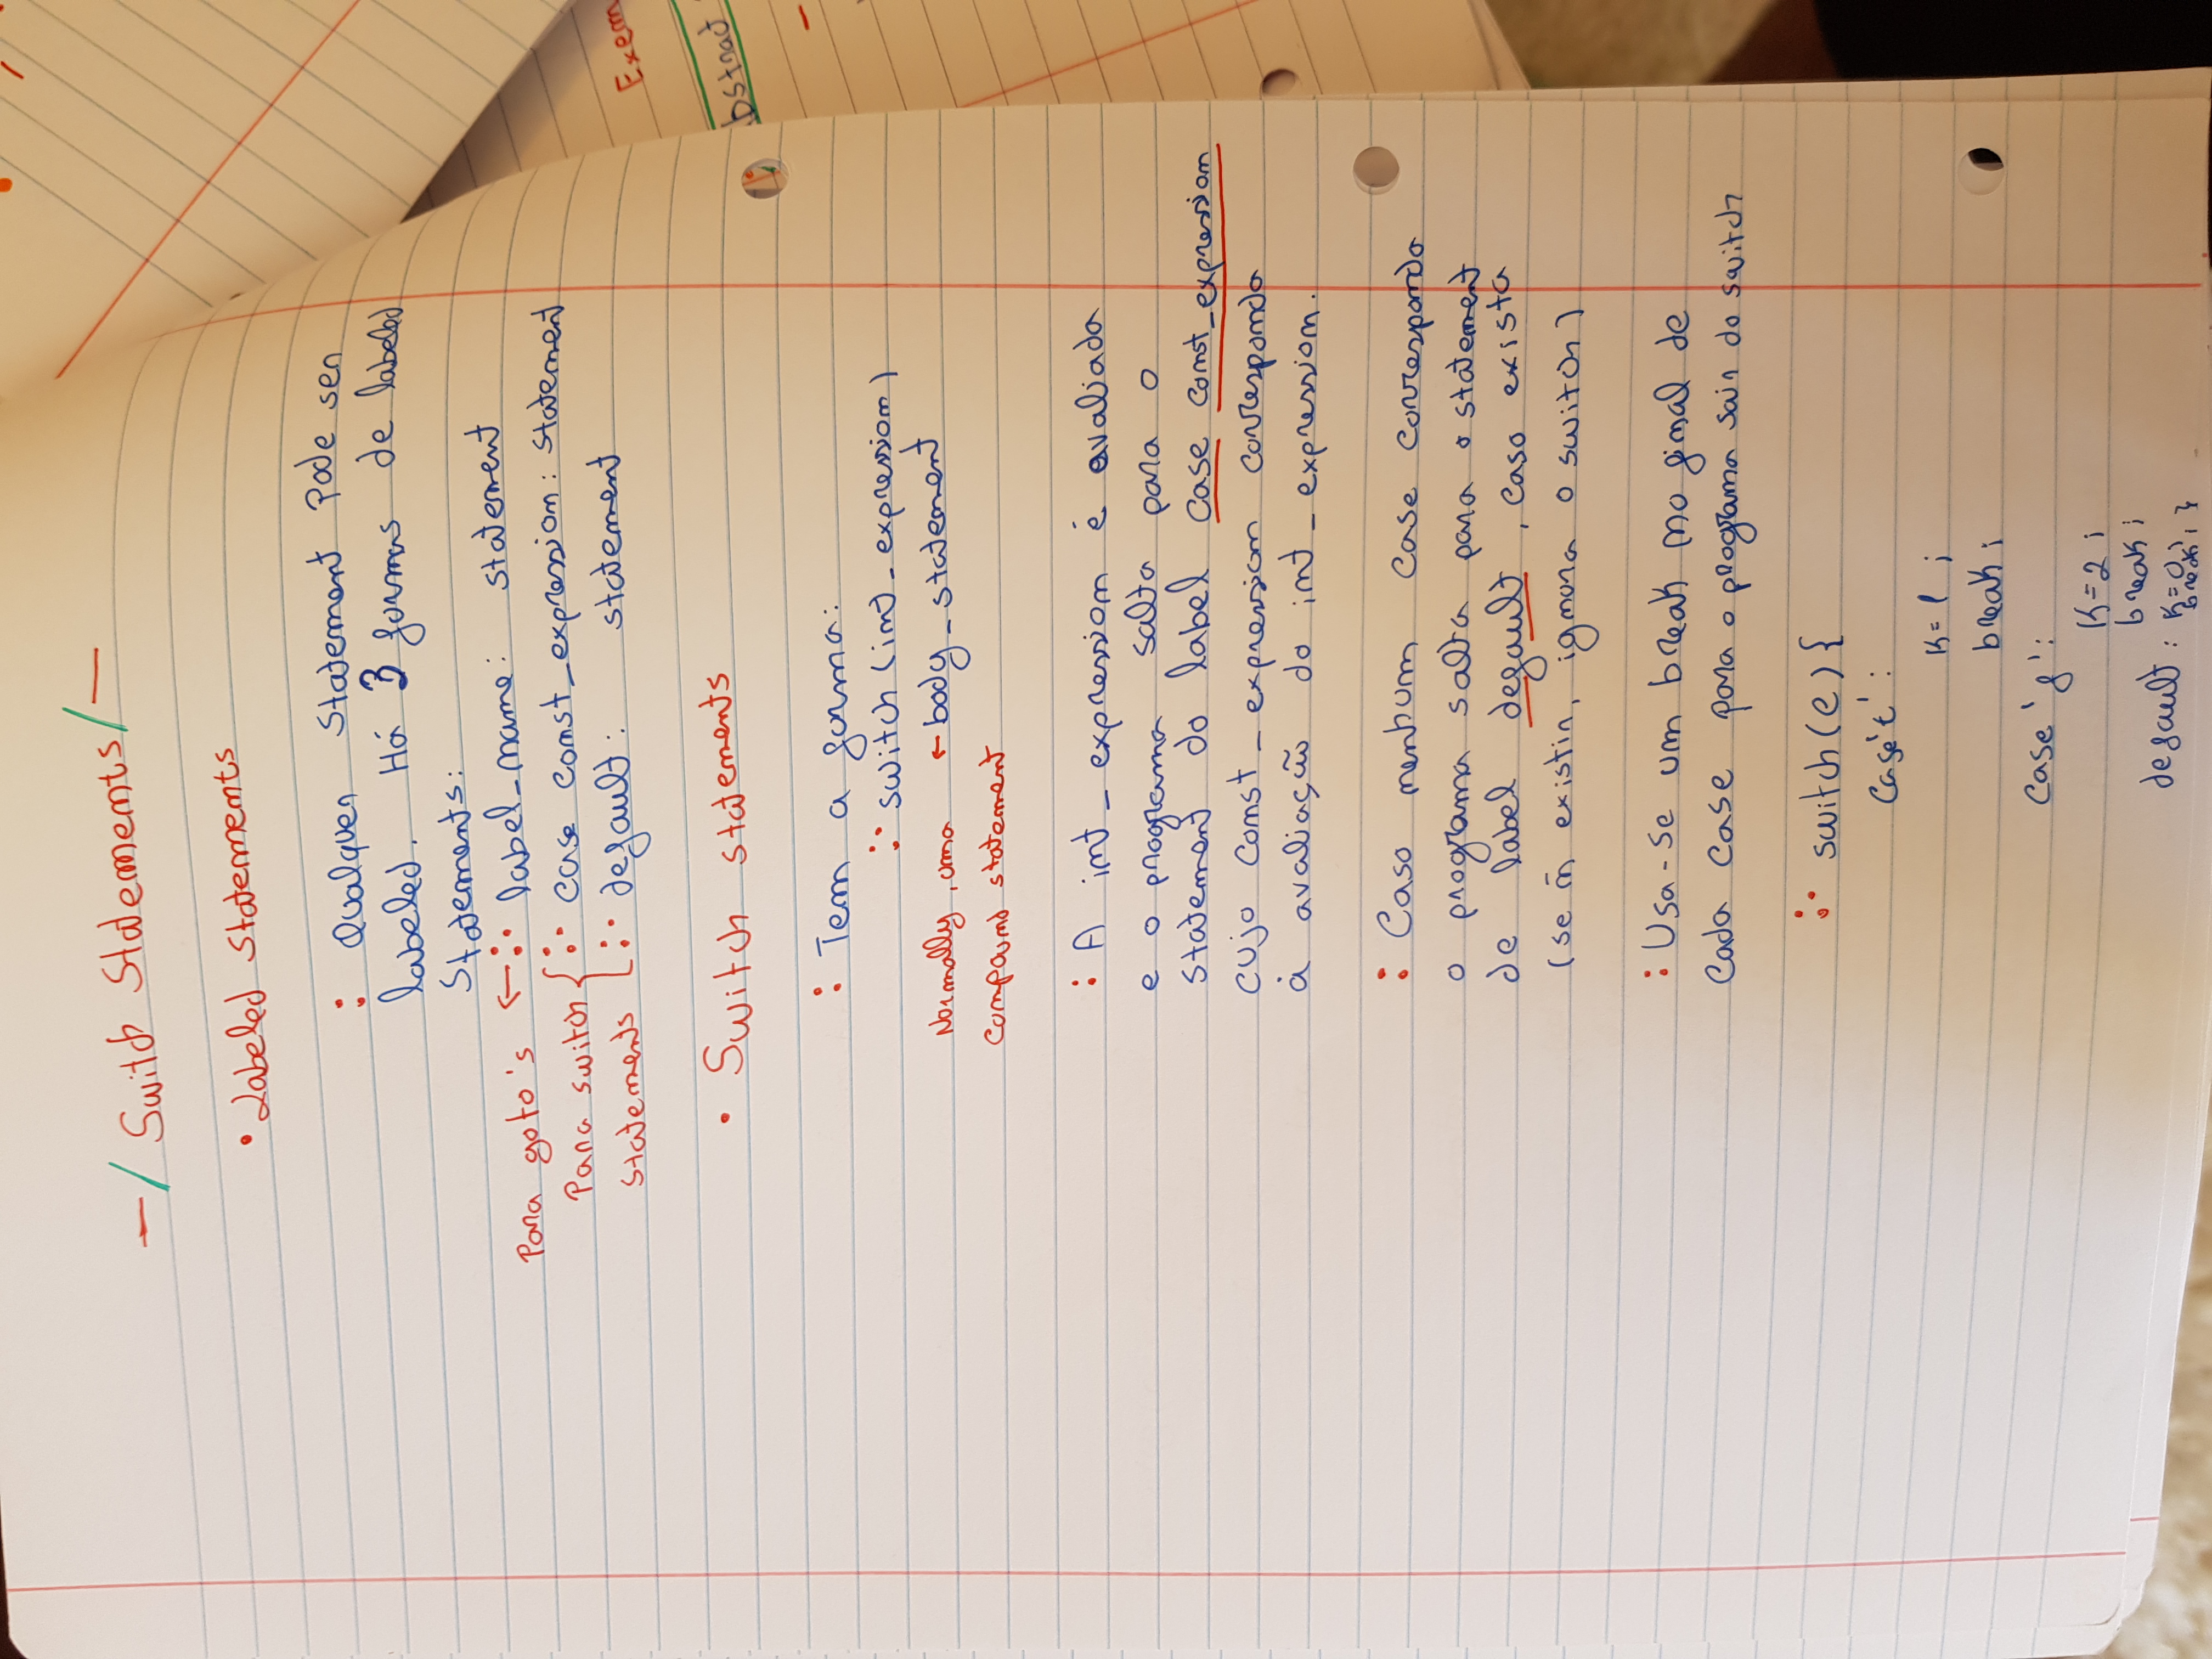 -/ Switch Statements /-
• Labeled Statements
: Qualquer Statement Pode ser
labeled. Há 3 formas de labeled
Statements:
Para goto's ← :· label_name: statement
Para switch { :· case const_expression: statement
statements :· default: statement
• Switch statements
: Tem a forma:
:· switch (int_expression)
Normally, uma ← body_statement
compound statement
: A int_expression é avaliada
e o programa salta para o
statement do label case const_expression
cujo const_expression corresponda
à avaliação do int_expression.
: Caso nenhum case corresponda
o programa salta para o statement
de label default, caso exista
(se ñ existir, ignora o switch)
: Usa-se um break no final de
cada case para o programa sair do switch
:· switch(e){
case 't':
K=1;
break;
case 'f':
K=2;
break;
default: K=0;
break; }
Exem
bstract